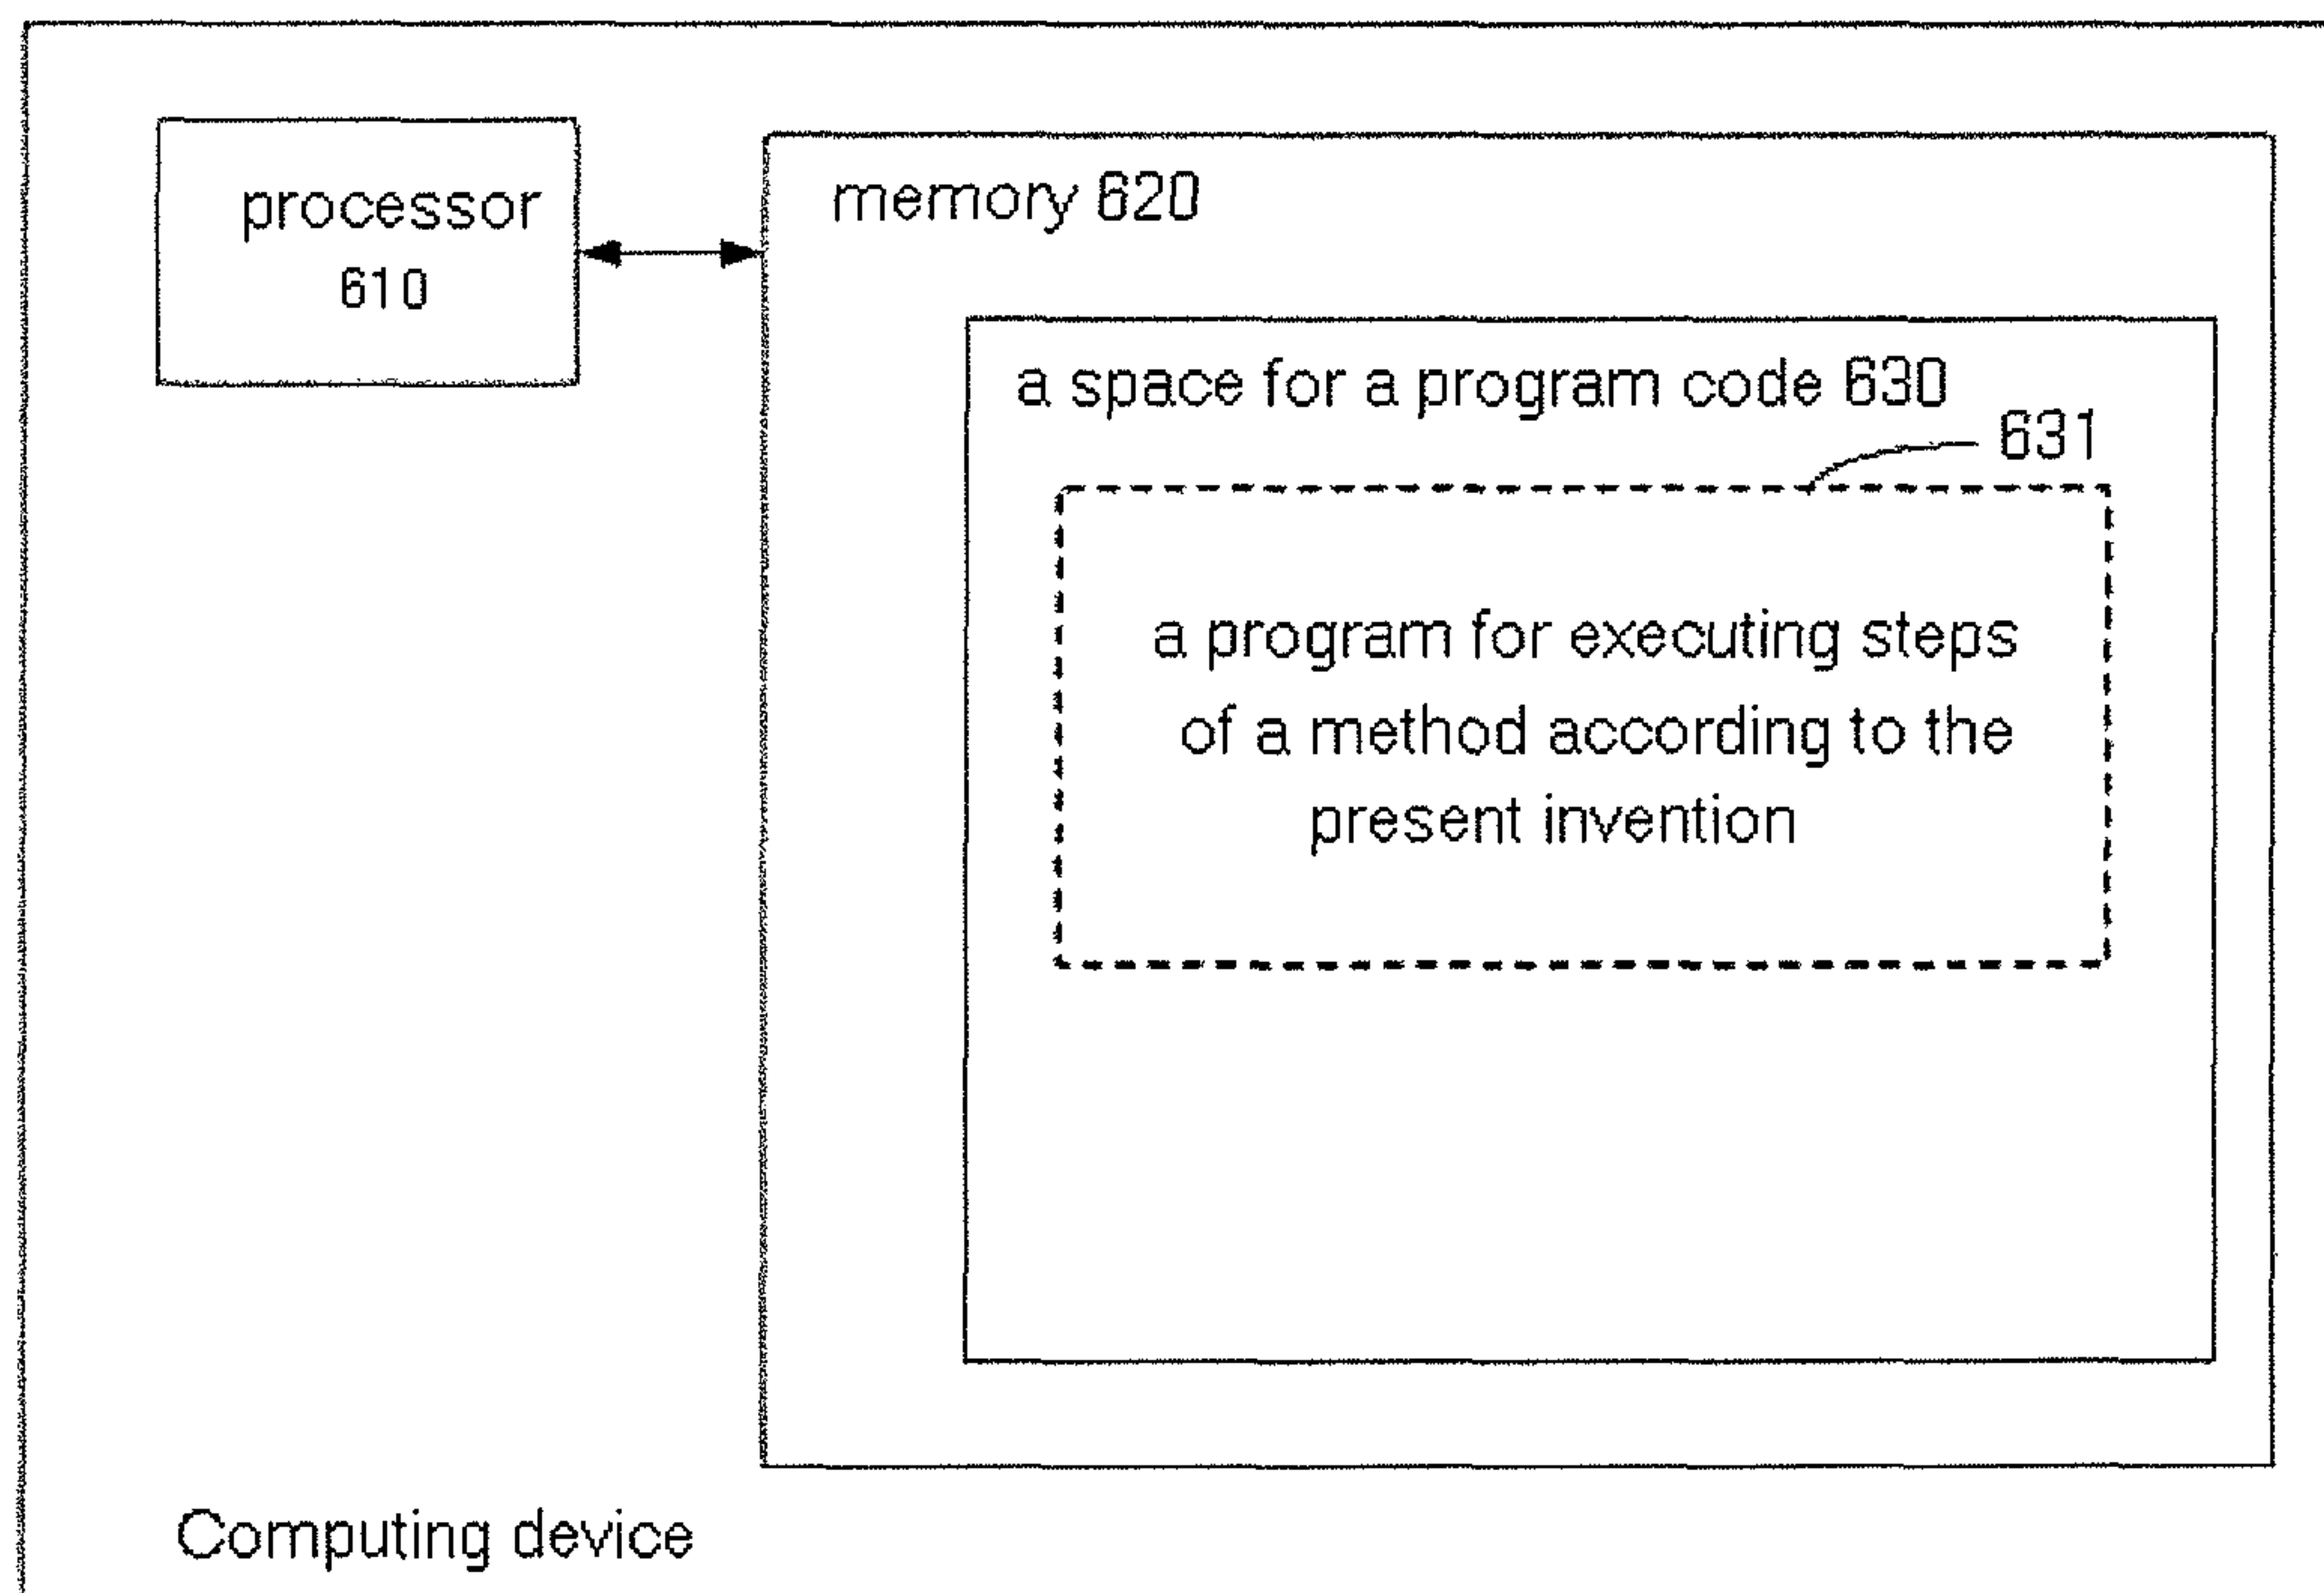 processor
610
memory 620
a space for a program code 630
631
a program for executing steps
of a method according to the
present invention
Computing device